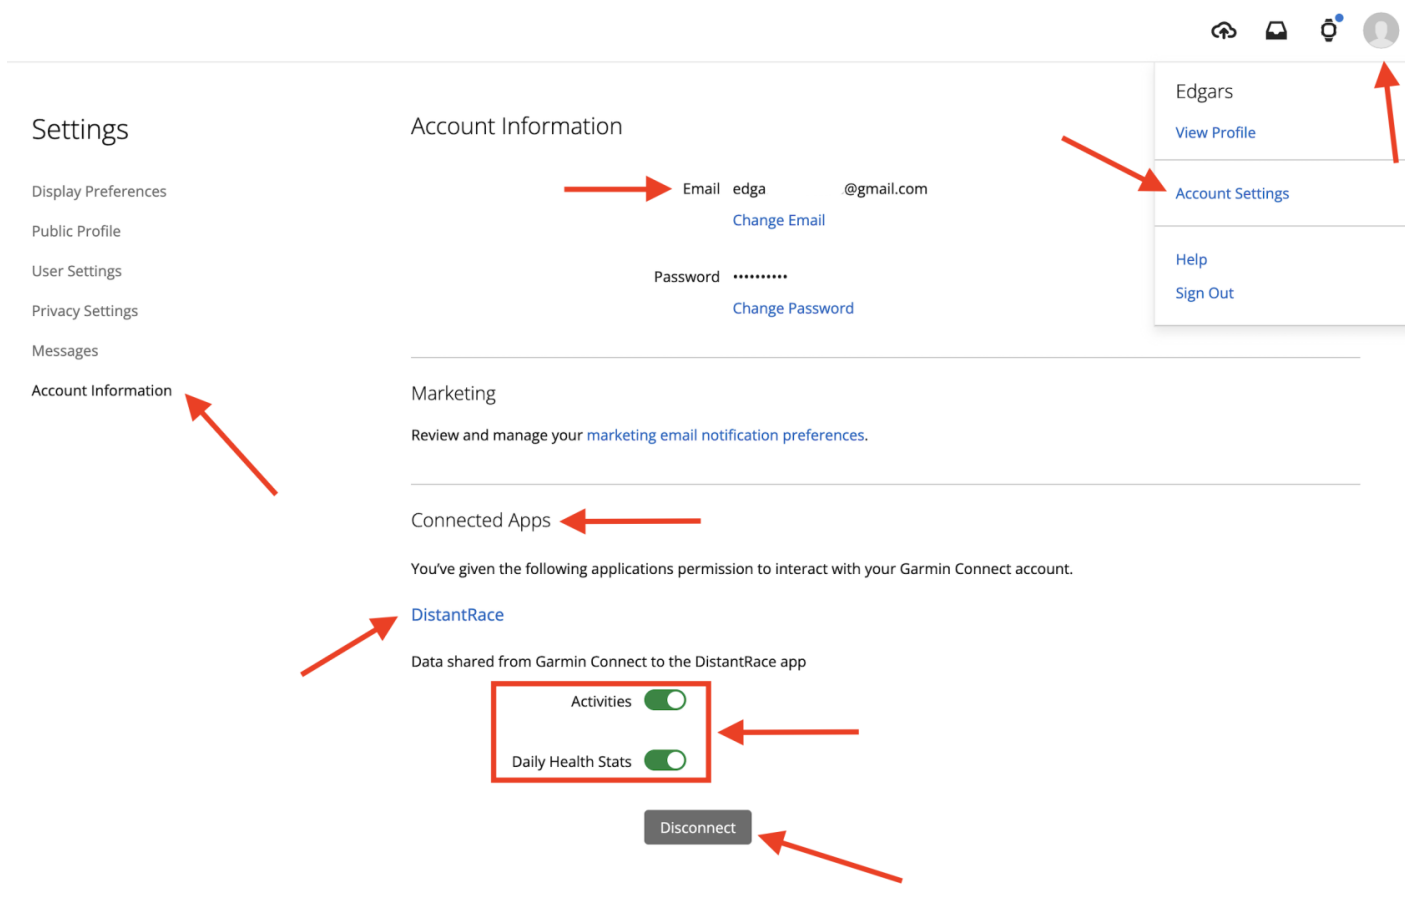 Edgars
View Profile
Account Settings
Help
Sign Out
Settings
Display Preferences
Public Profile
User Settings
Privacy Settings
Messages
Account Information
Account Information
Email edga @gmail.com
Change Email
Password ••••••••••
Change Password
Marketing
Review and manage your marketing email notification preferences.
Connected Apps
You've given the following applications permission to interact with your Garmin Connect account.
DistantRace
Data shared from Garmin Connect to the DistantRace app
Activities
Daily Health Stats
Disconnect